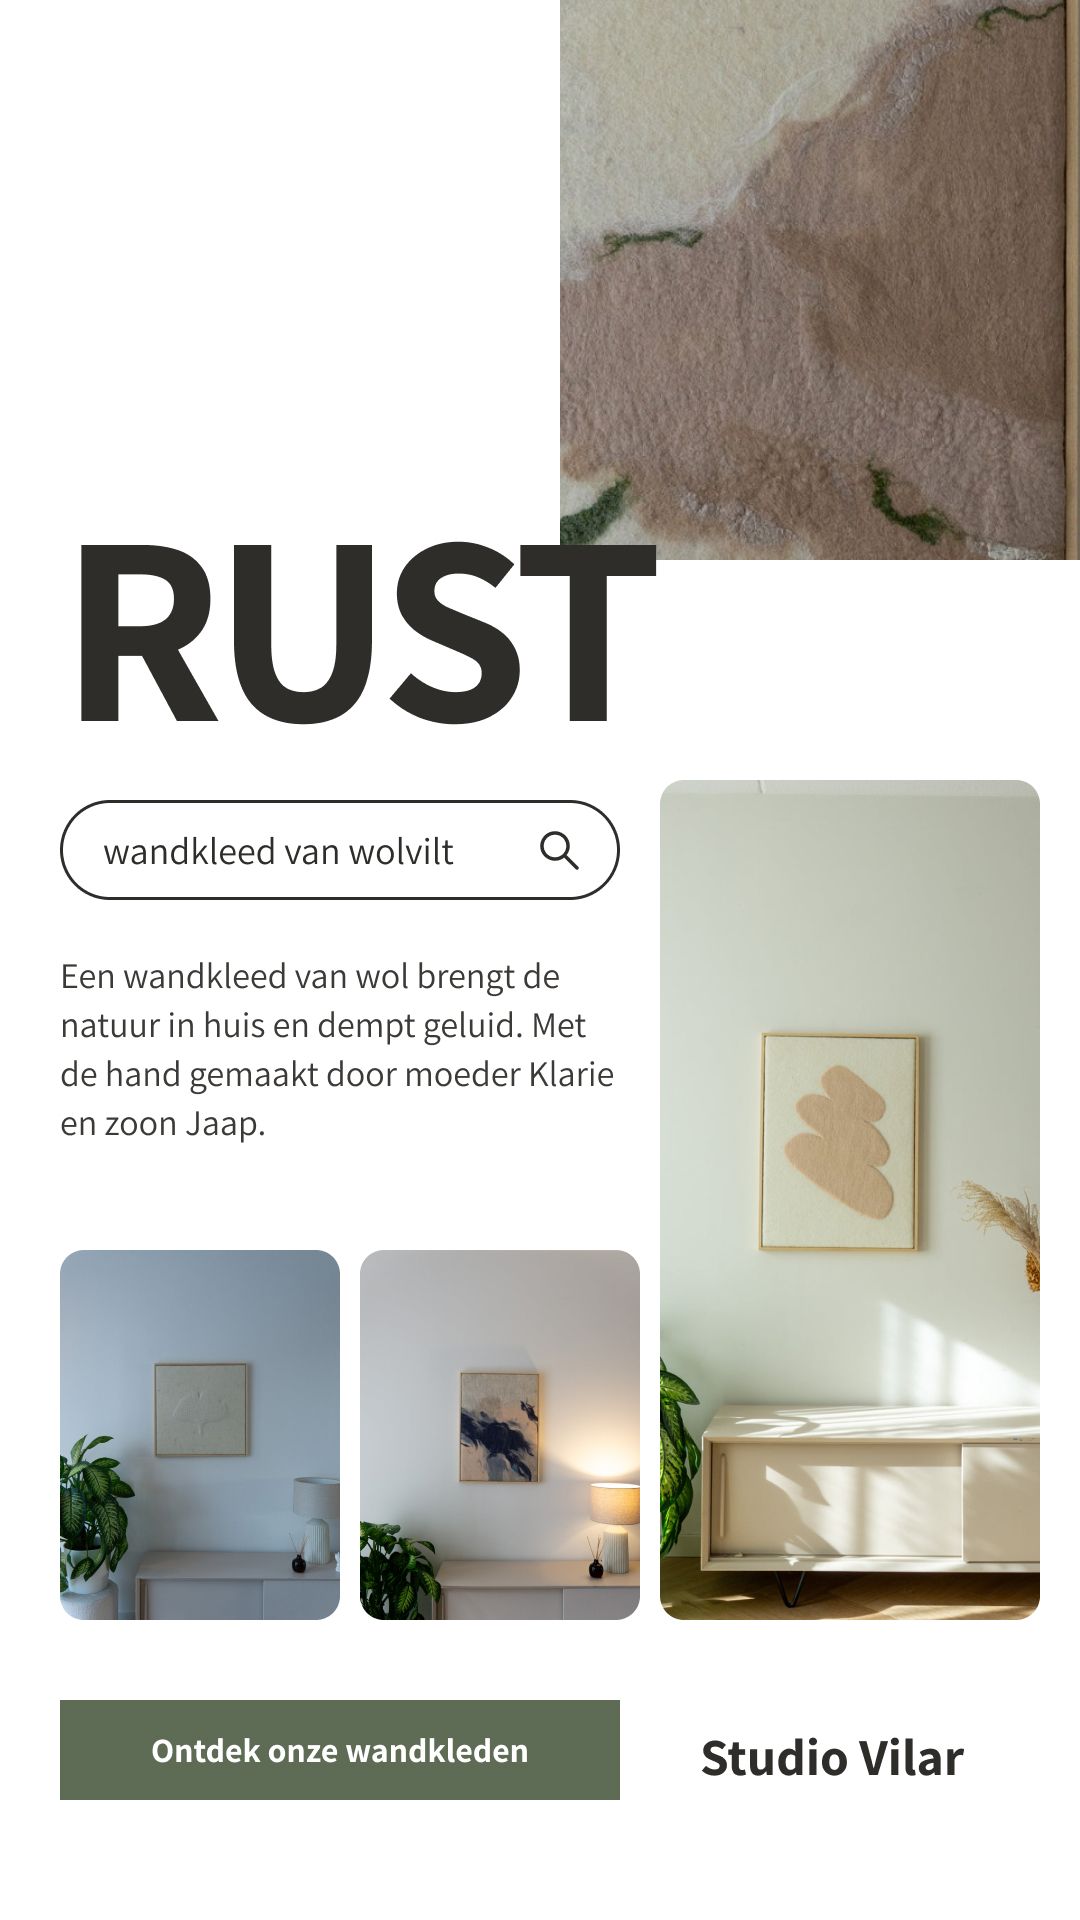 RUST
wandkleed van wolvilt
Een wandkleed van wol brengt de
natuur in huis en dempt geluid. Met
de hand gemaakt door moeder Klarie
en zoon Jaap.
Ontdek onze wandkleden
Studio Vilar